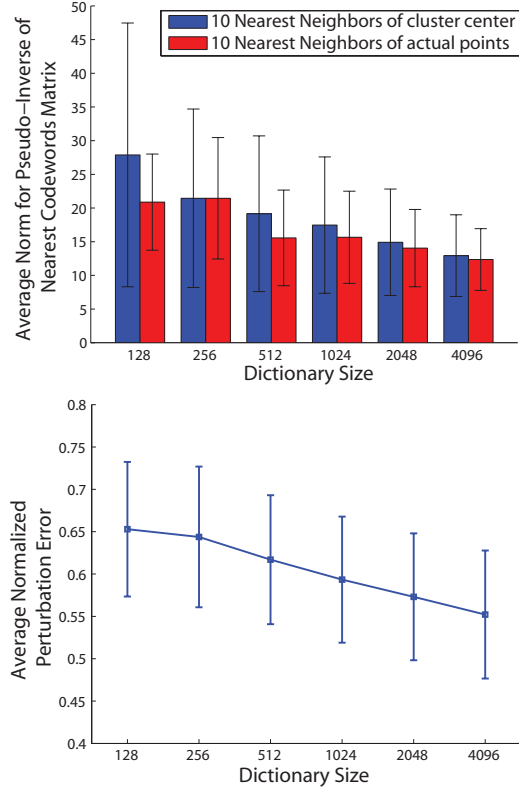 50
45
40
35
30
25
20
15
10
5
0
Average Norm for Pseudo–Inverse of
Nearest Codewords Matrix
10 Nearest Neighbors of cluster center
10 Nearest Neighbors of actual points
128 256 512 1024 2048 4096
Dictionary Size
0.8
0.75
0.7
0.65
0.6
0.55
0.5
0.45
0.4
Average Normalized
Perturbation Error
128 256 512 1024 2048 4096
Dictionary Size